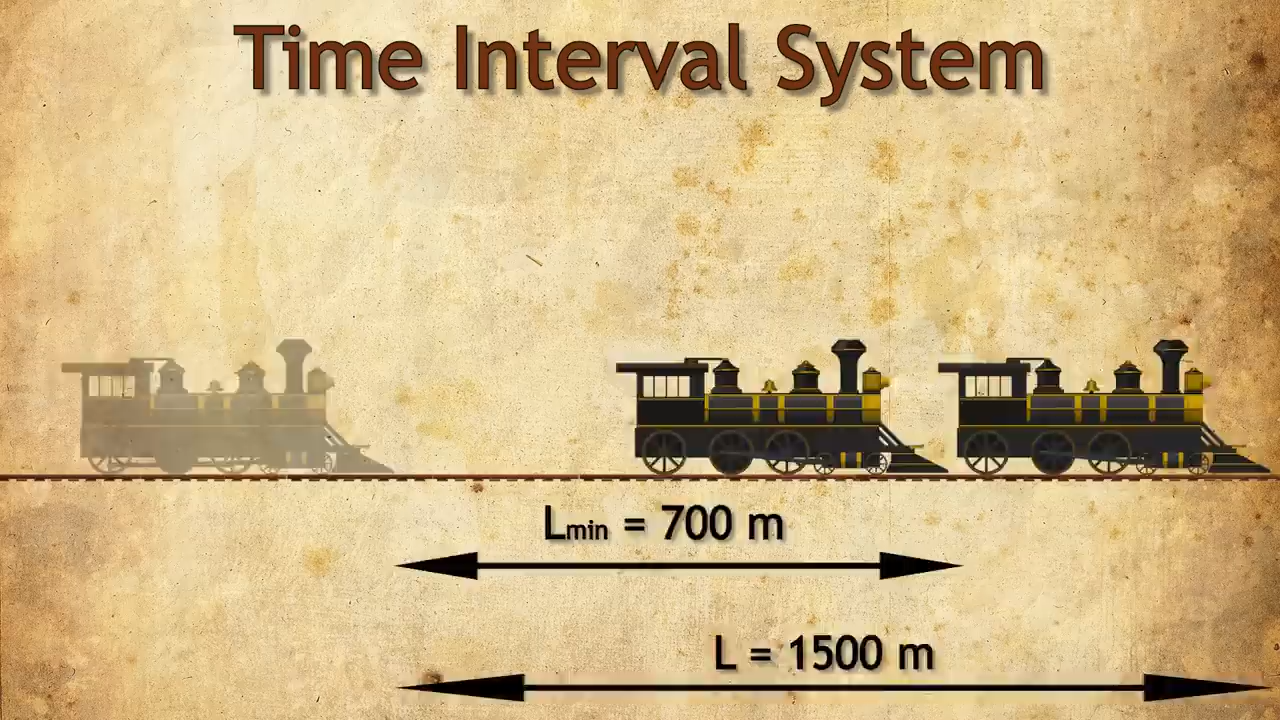 Time Interval System
Lmin = 700 m
L = 1500 m